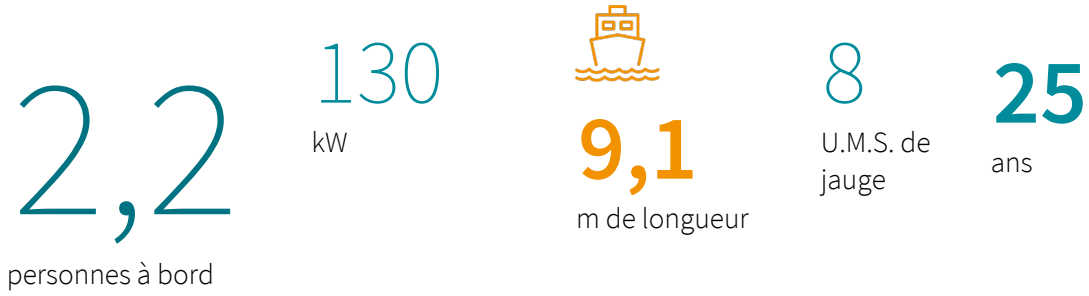 2,2
personnes à bord
130
kW
9,1
m de longueur
8
U.M.S. de
jauge
25
ans